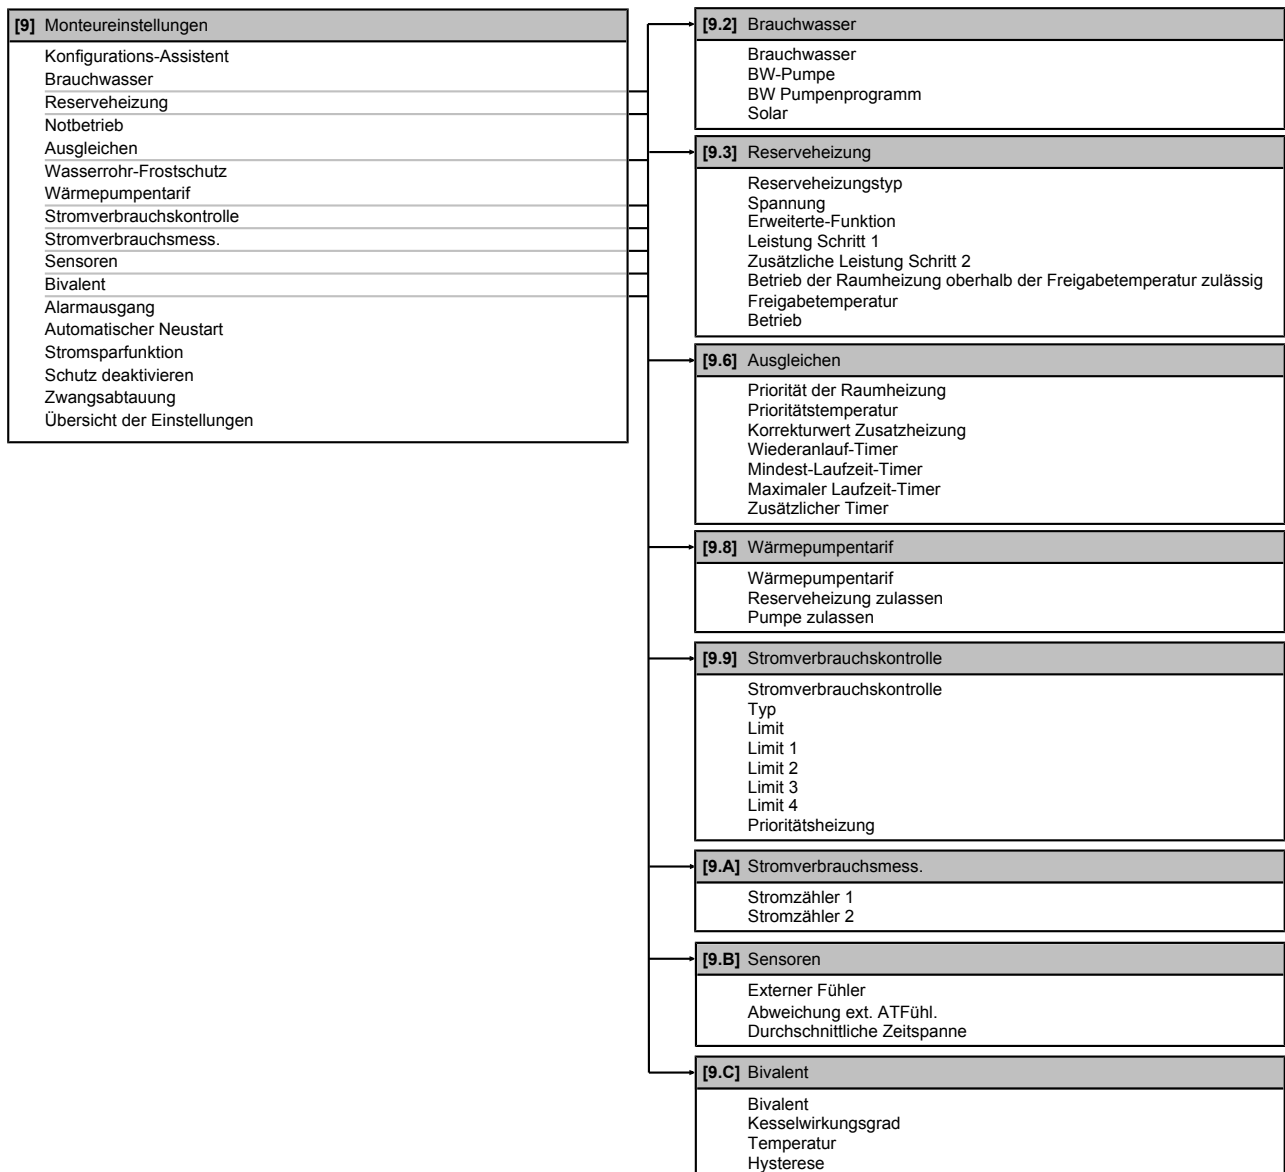 [9] Monteureinstellungen
Konfigurations-Assistent
Brauchwasser
Reserveheizung
Notbetrieb
Ausgleichen
Wasserrohr-Frostschutz
Wärmepumpentarif
Stromverbrauchskontrolle
Stromverbrauchsmess.
Sensoren
Bivalent
Alarmausgang
Automatischer Neustart
Stromsparfunktion
Schutz deaktivieren
Zwangsabtauung
Übersicht der Einstellungen
[9.2] Brauchwasser
Brauchwasser
BW-Pumpe
BW Pumpenprogramm
Solar
[9.3] Reserveheizung
Reserveheizungstyp
Spannung
Erweiterte-Funktion
Leistung Schritt 1
Zusätzliche Leistung Schritt 2
Betrieb der Raumheizung oberhalb der Freigabetemperatur zulässig
Freigabetemperatur
Betrieb
[9.6] Ausgleichen
Priorität der Raumheizung
Prioritätstemperatur
Korrekturwert Zusatzheizung
Wiederanlauf-Timer
Mindest-Laufzeit-Timer
Maximaler Laufzeit-Timer
Zusätzlicher Timer
[9.8] Wärmepumpentarif
Wärmepumpentarif
Reserveheizung zulassen
Pumpe zulassen
[9.9] Stromverbrauchskontrolle
Stromverbrauchskontrolle
Typ
Limit
Limit 1
Limit 2
Limit 3
Limit 4
Prioritätsheizung
[9.A] Stromverbrauchsmess.
Stromzähler 1
Stromzähler 2
[9.B] Sensoren
Externer Fühler
Abweichung ext. ATFühl.
Durchschnittliche Zeitspanne
[9.C] Bivalent
Bivalent
Kesselwirkungsgrad
Temperatur
Hysterese